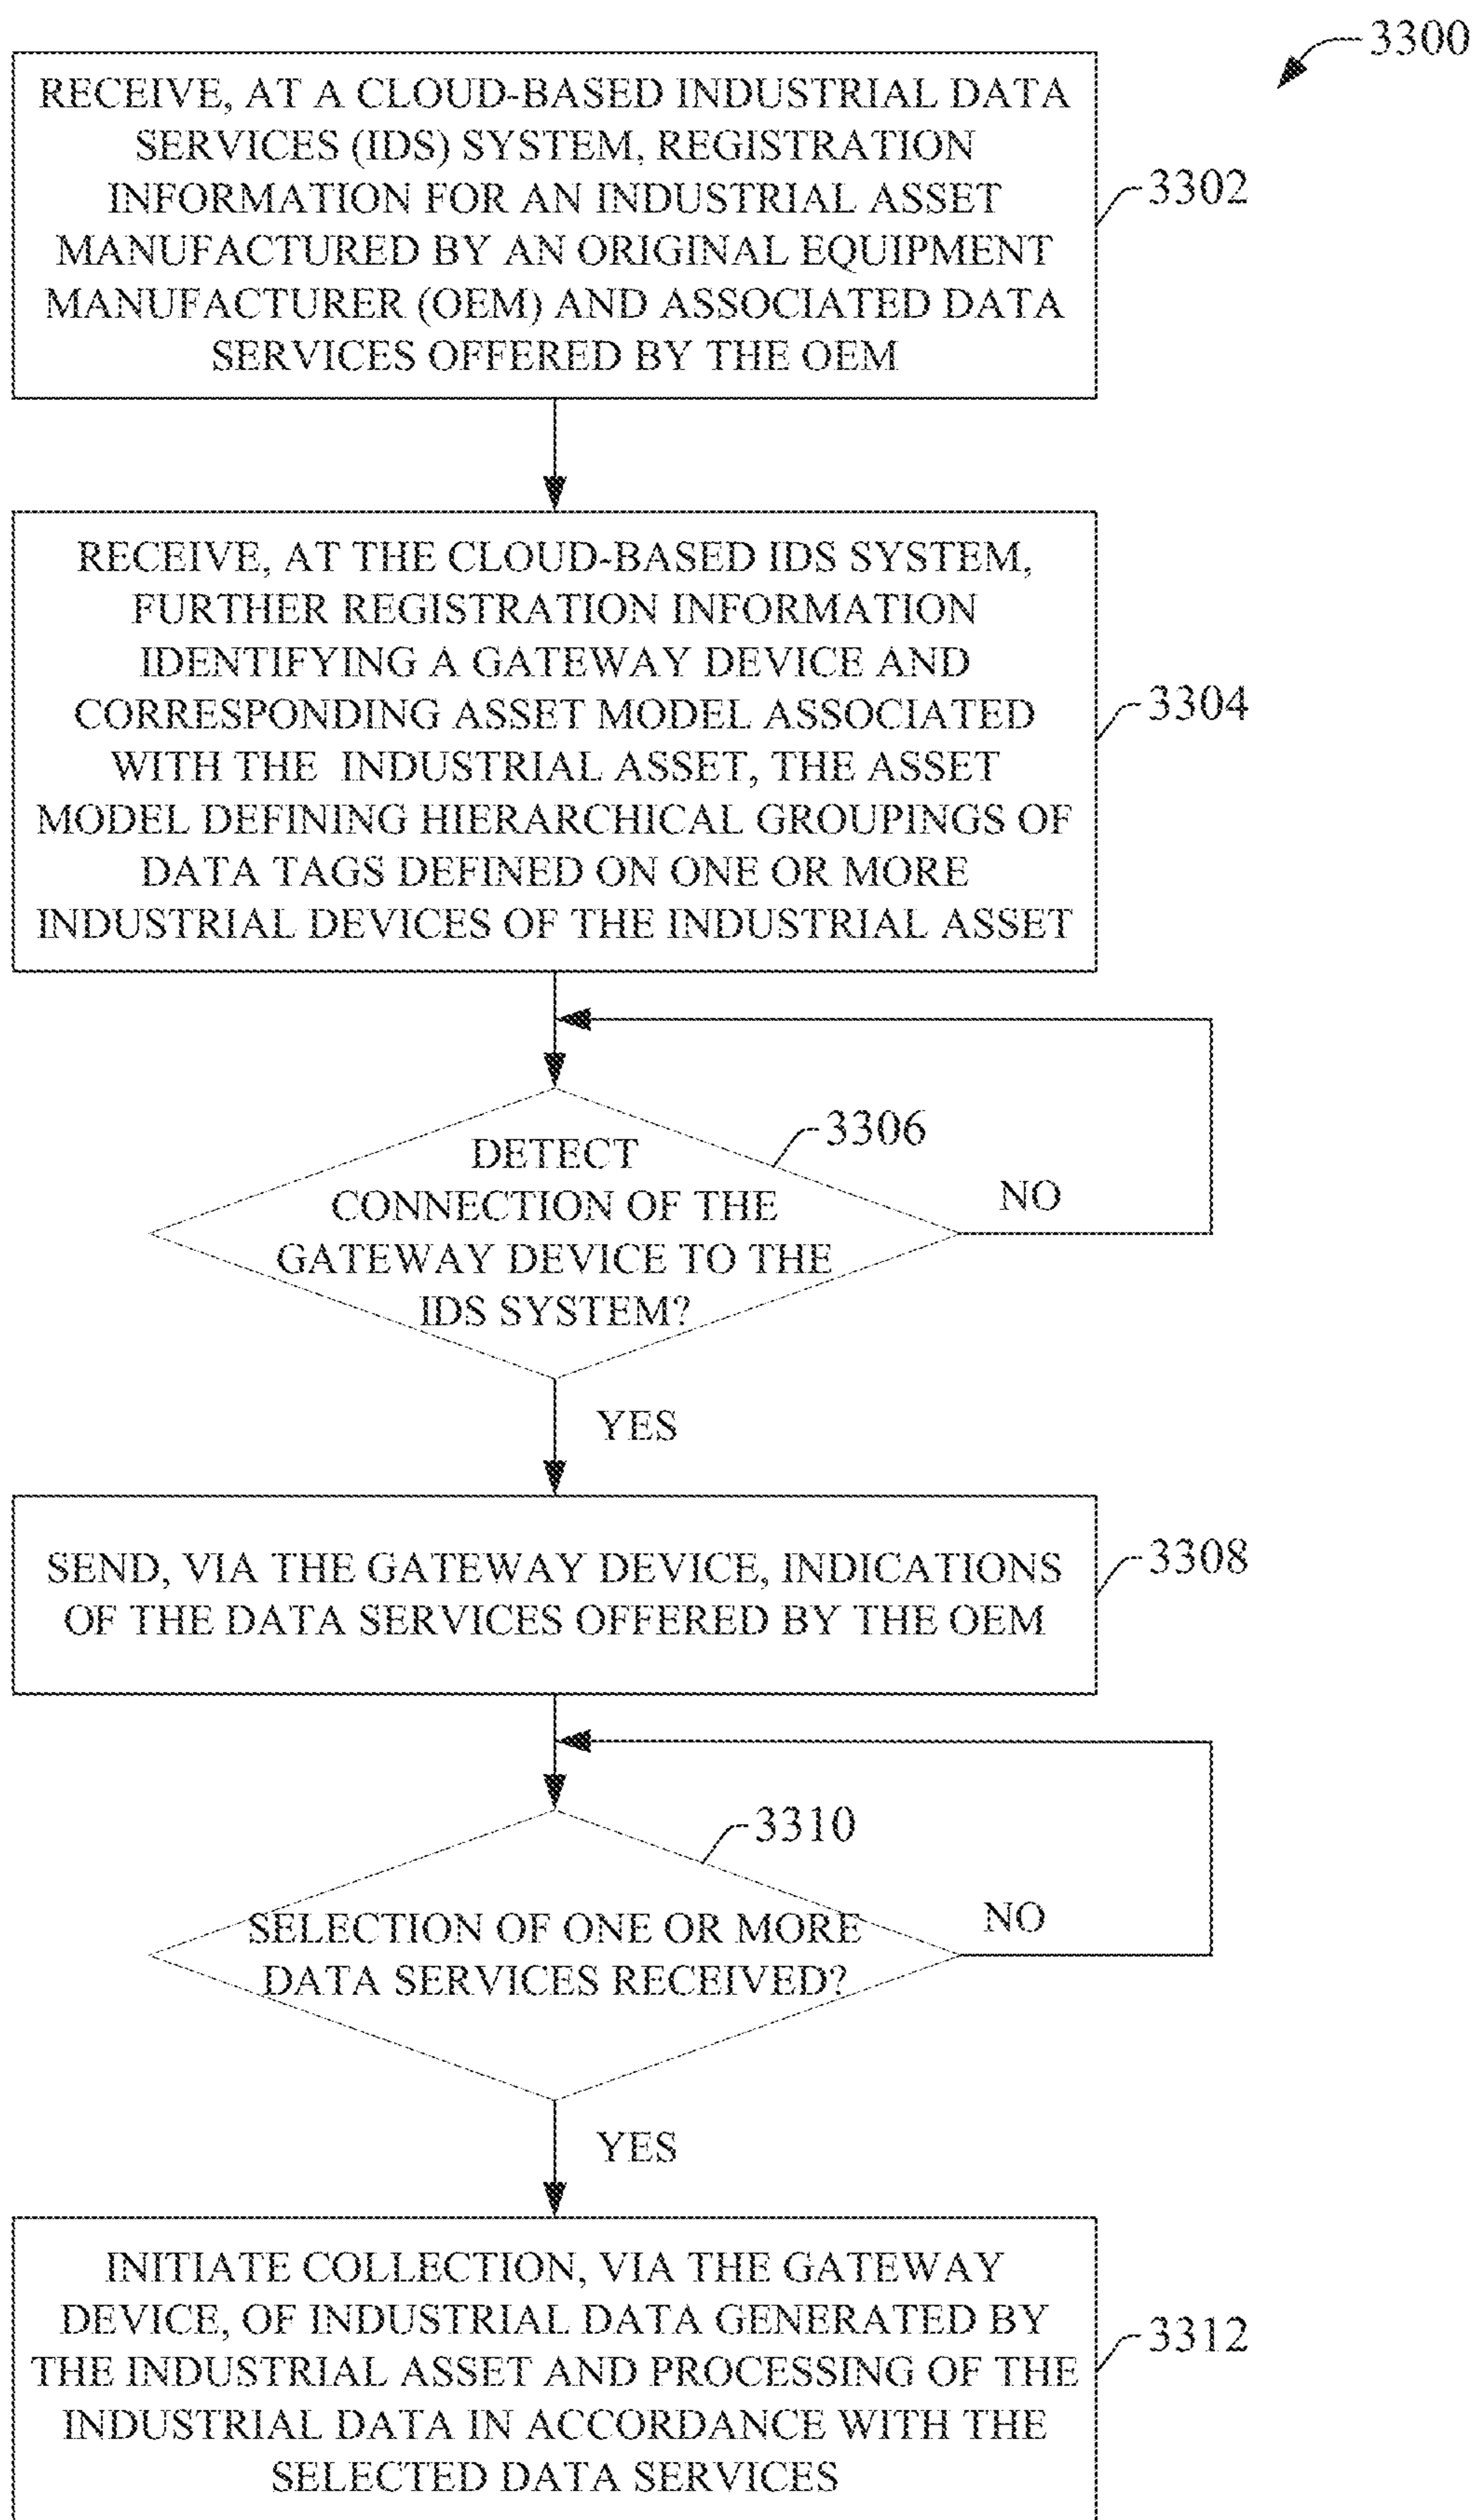 3300
RECEIVE, AT A CLOUD-BASED INDUSTRIAL DATA
SERVICES (IDS) SYSTEM, REGISTRATION
INFORMATION FOR AN INDUSTRIAL ASSET
MANUFACTURED BY AN ORIGINAL EQUIPMENT
MANUFACTURER (OEM) AND ASSOCIATED DATA
SERVICES OFFERED BY THE OEM
3302
RECEIVE, AT THE CLOUD-BASED IDS SYSTEM,
FURTHER REGISTRATION INFORMATION
IDENTIFYING A GATEWAY DEVICE AND
CORRESPONDING ASSET MODEL ASSOCIATED
WITH THE INDUSTRIAL ASSET, THE ASSET
MODEL DEFINING HIERARCHICAL GROUPINGS OF
DATA TAGS DEFINED ON ONE OR MORE
INDUSTRIAL DEVICES OF THE INDUSTRIAL ASSET
3304
DETECT
CONNECTION OF THE
GATEWAY DEVICE TO THE
IDS SYSTEM?
3306
NO
YES
SEND, VIA THE GATEWAY DEVICE, INDICATIONS
OF THE DATA SERVICES OFFERED BY THE OEM
3308
SELECTION OF ONE OR MORE
DATA SERVICES RECEIVED?
3310
NO
YES
INITIATE COLLECTION, VIA THE GATEWAY
DEVICE, OF INDUSTRIAL DATA GENERATED BY
THE INDUSTRIAL ASSET AND PROCESSING OF THE
INDUSTRIAL DATA IN ACCORDANCE WITH THE
SELECTED DATA SERVICES
3312